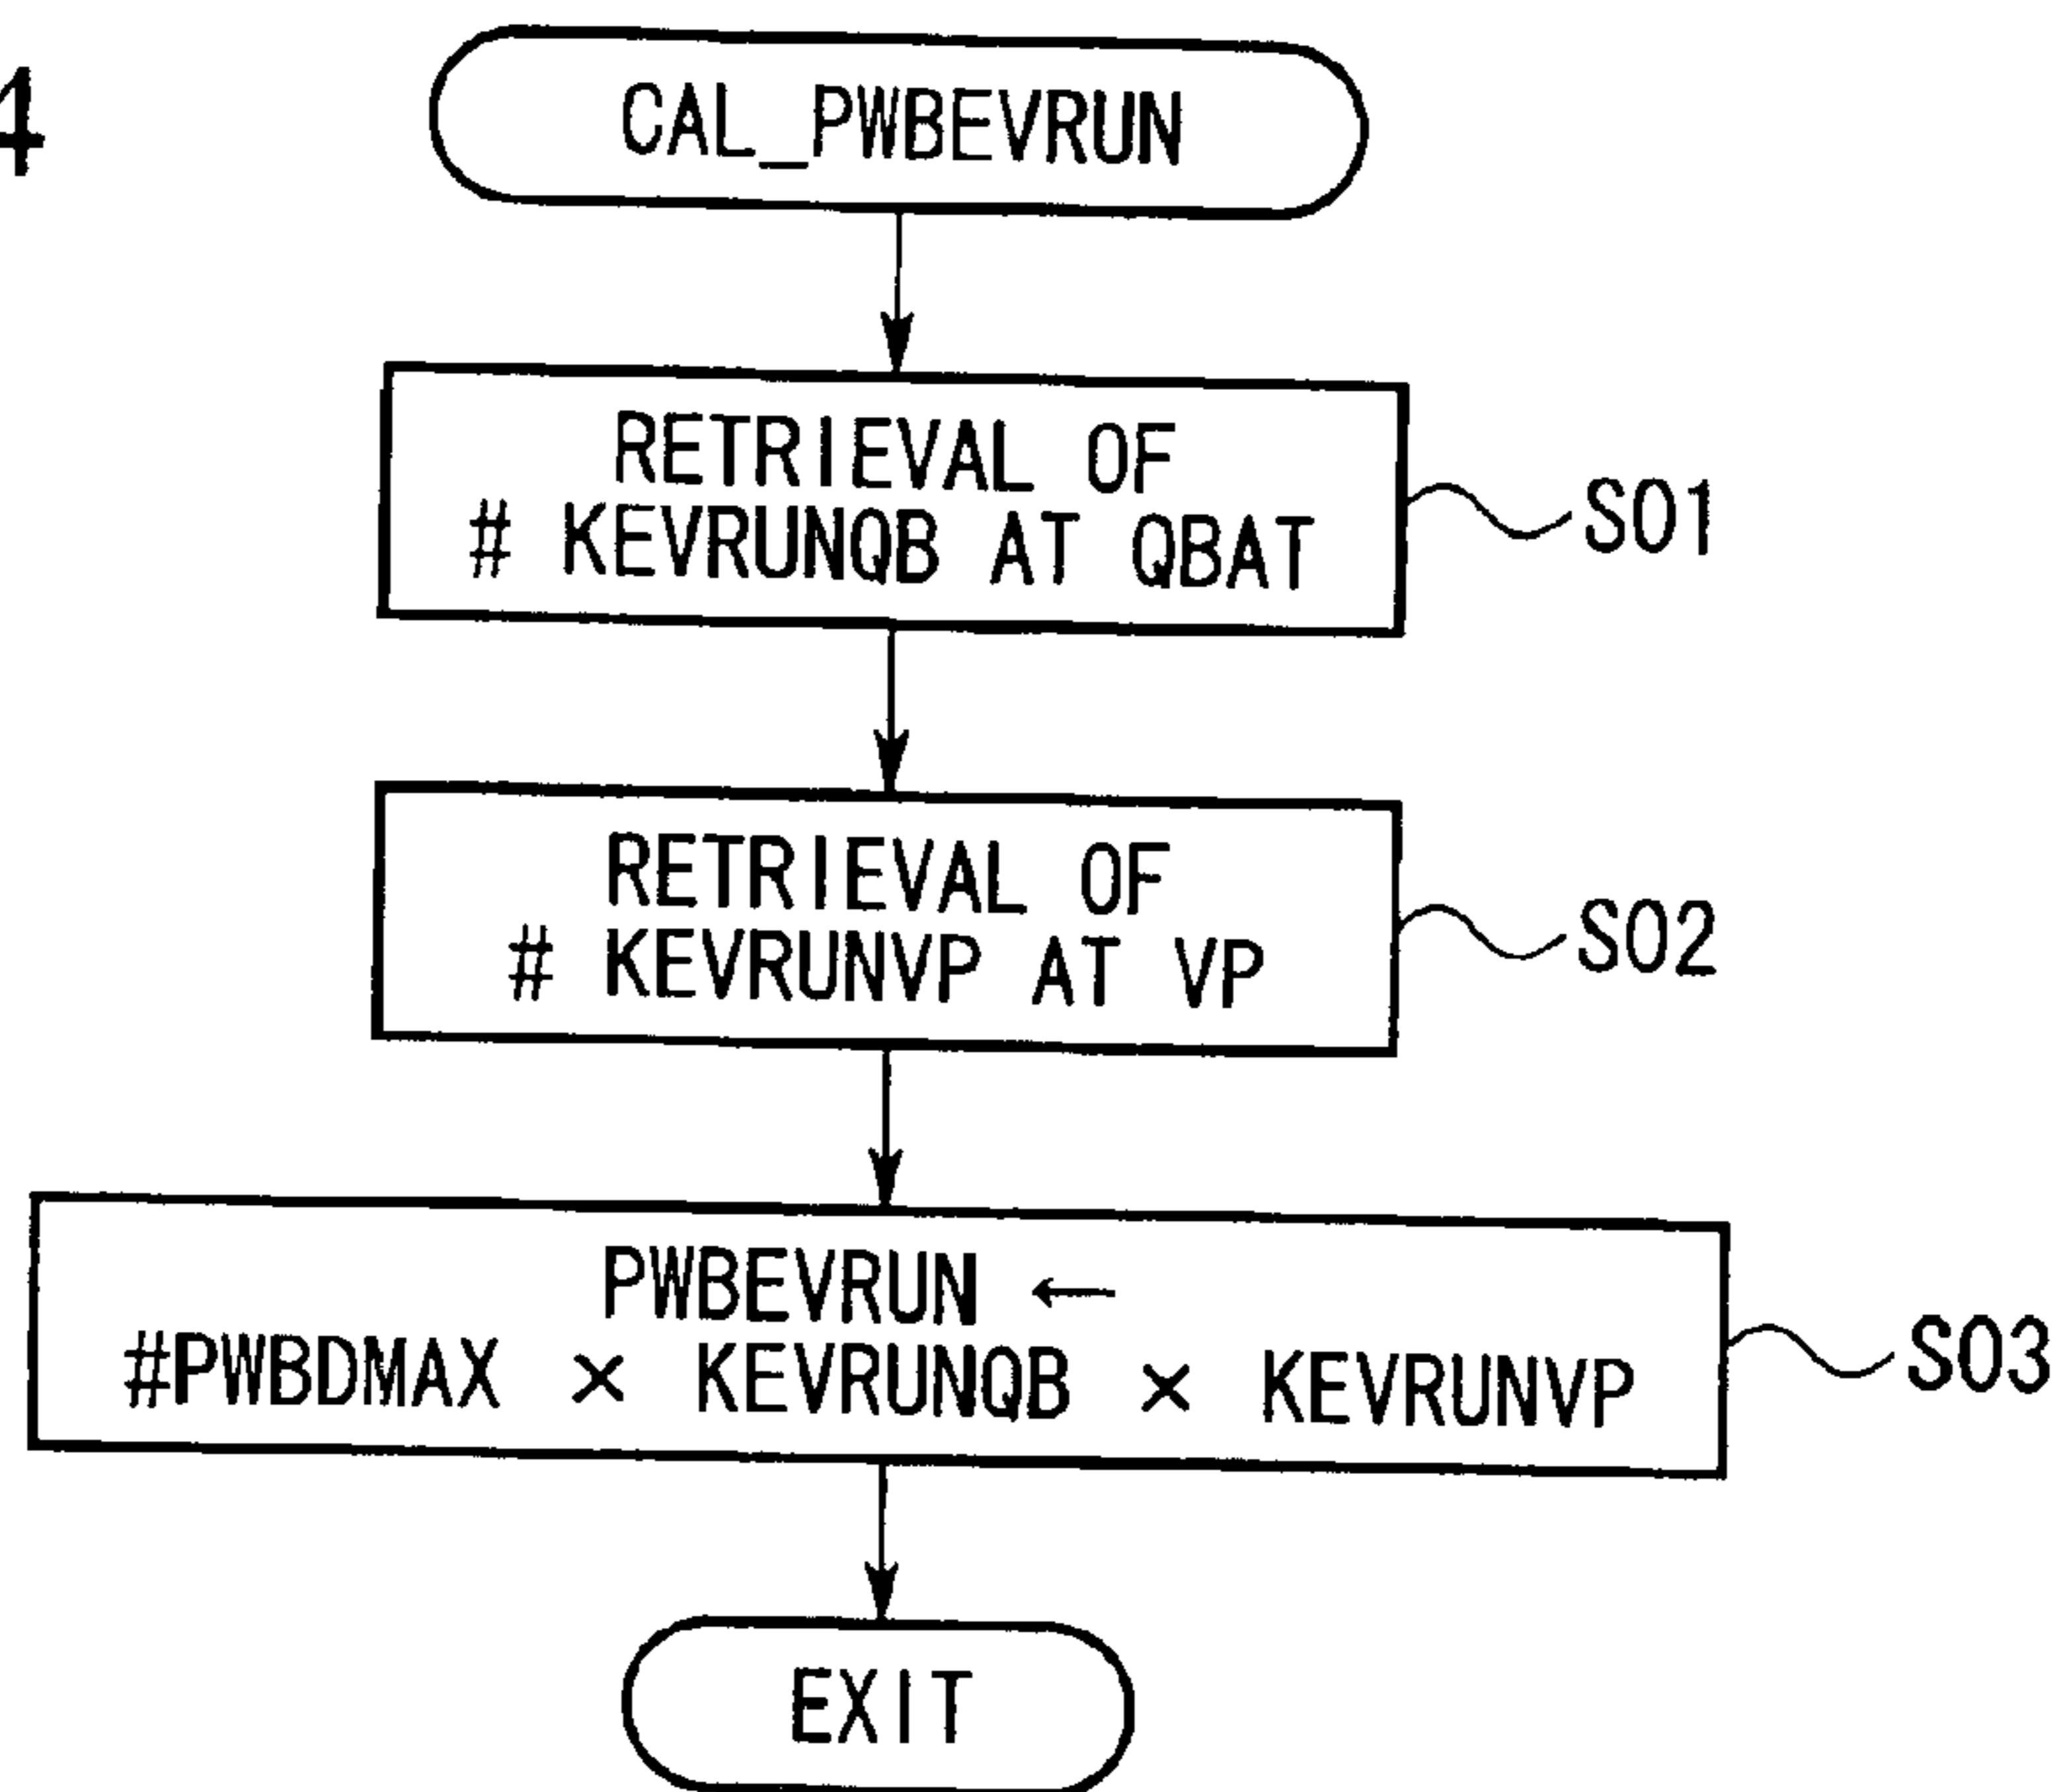 4
CAL_PWBEVRUN
RETRIEVAL OF
# KEVRUNQB AT QBAT
S01
RETRIEVAL OF
# KEVRUNVP AT VP
S02
PWBEVRUN ←
#PWBDMAX × KEVRUNQB × KEVRUNVP
S03
EXIT